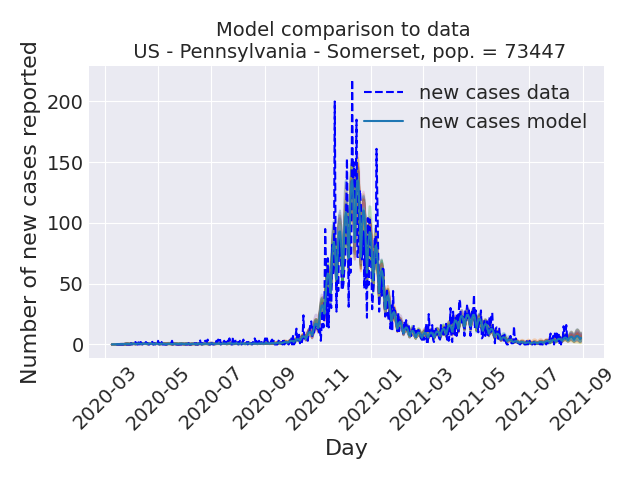 Model comparison to data
US - Pennsylvania - Somerset, pop. = 73447
Number of new cases reported
200
150
100
50
0
new cases data
new cases model
2020-03
2020-05
2020-07
2020-09
2020-11
2021-01
2021-03
2021-05
2021-07
2021-09
Day